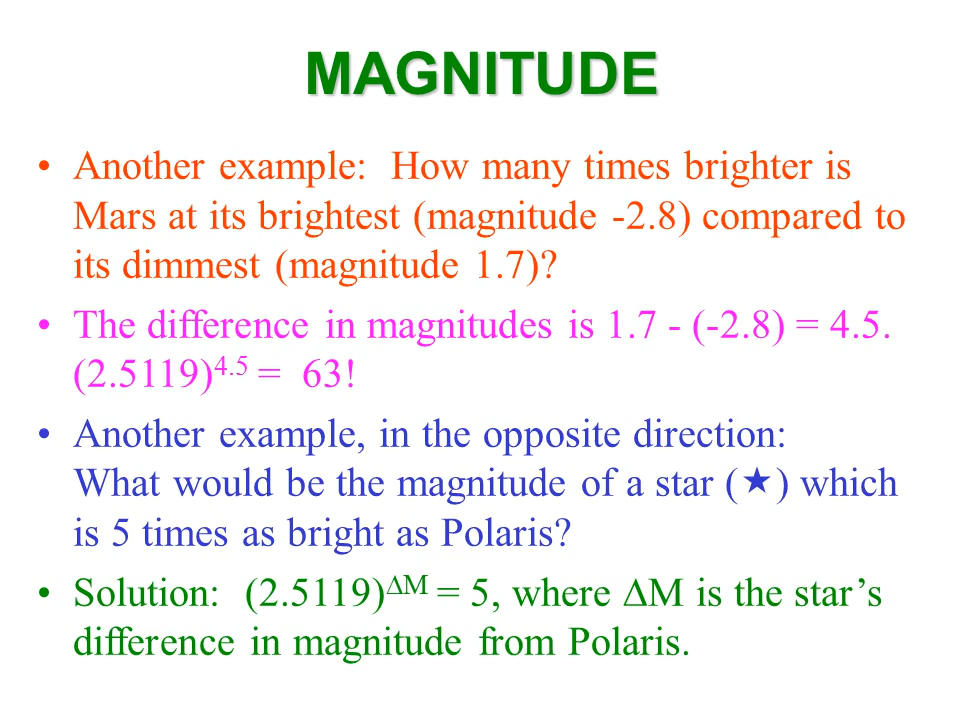 MAGNITUDE
• Another example:  How many times brighter is
Mars at its brightest (magnitude -2.8) compared to
its dimmest (magnitude 1.7)?
• The difference in magnitudes is 1.7 - (-2.8) = 4.5.
(2.5119)⁴·⁵ =  63!
• Another example, in the opposite direction:
What would be the magnitude of a star (★) which
is 5 times as bright as Polaris?
• Solution:  (2.5119)^ΔM = 5, where ΔM is the star’s
difference in magnitude from Polaris.